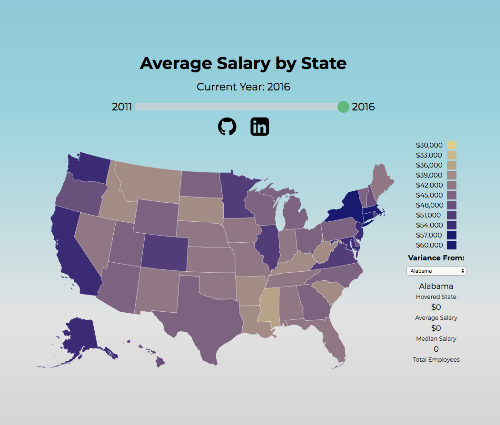 Average Salary by State
Current Year: 2016
2011 2016
in
$30,000
$33,000
$36,000
$39,000
$42,000
$45,000
$48,000
$51,000
$54,000
$57,000
$60,000
Variance From:
Alabama
Alabama
Hovered State
$0
Average Salary
$0
Median Salary
0
Total Employees